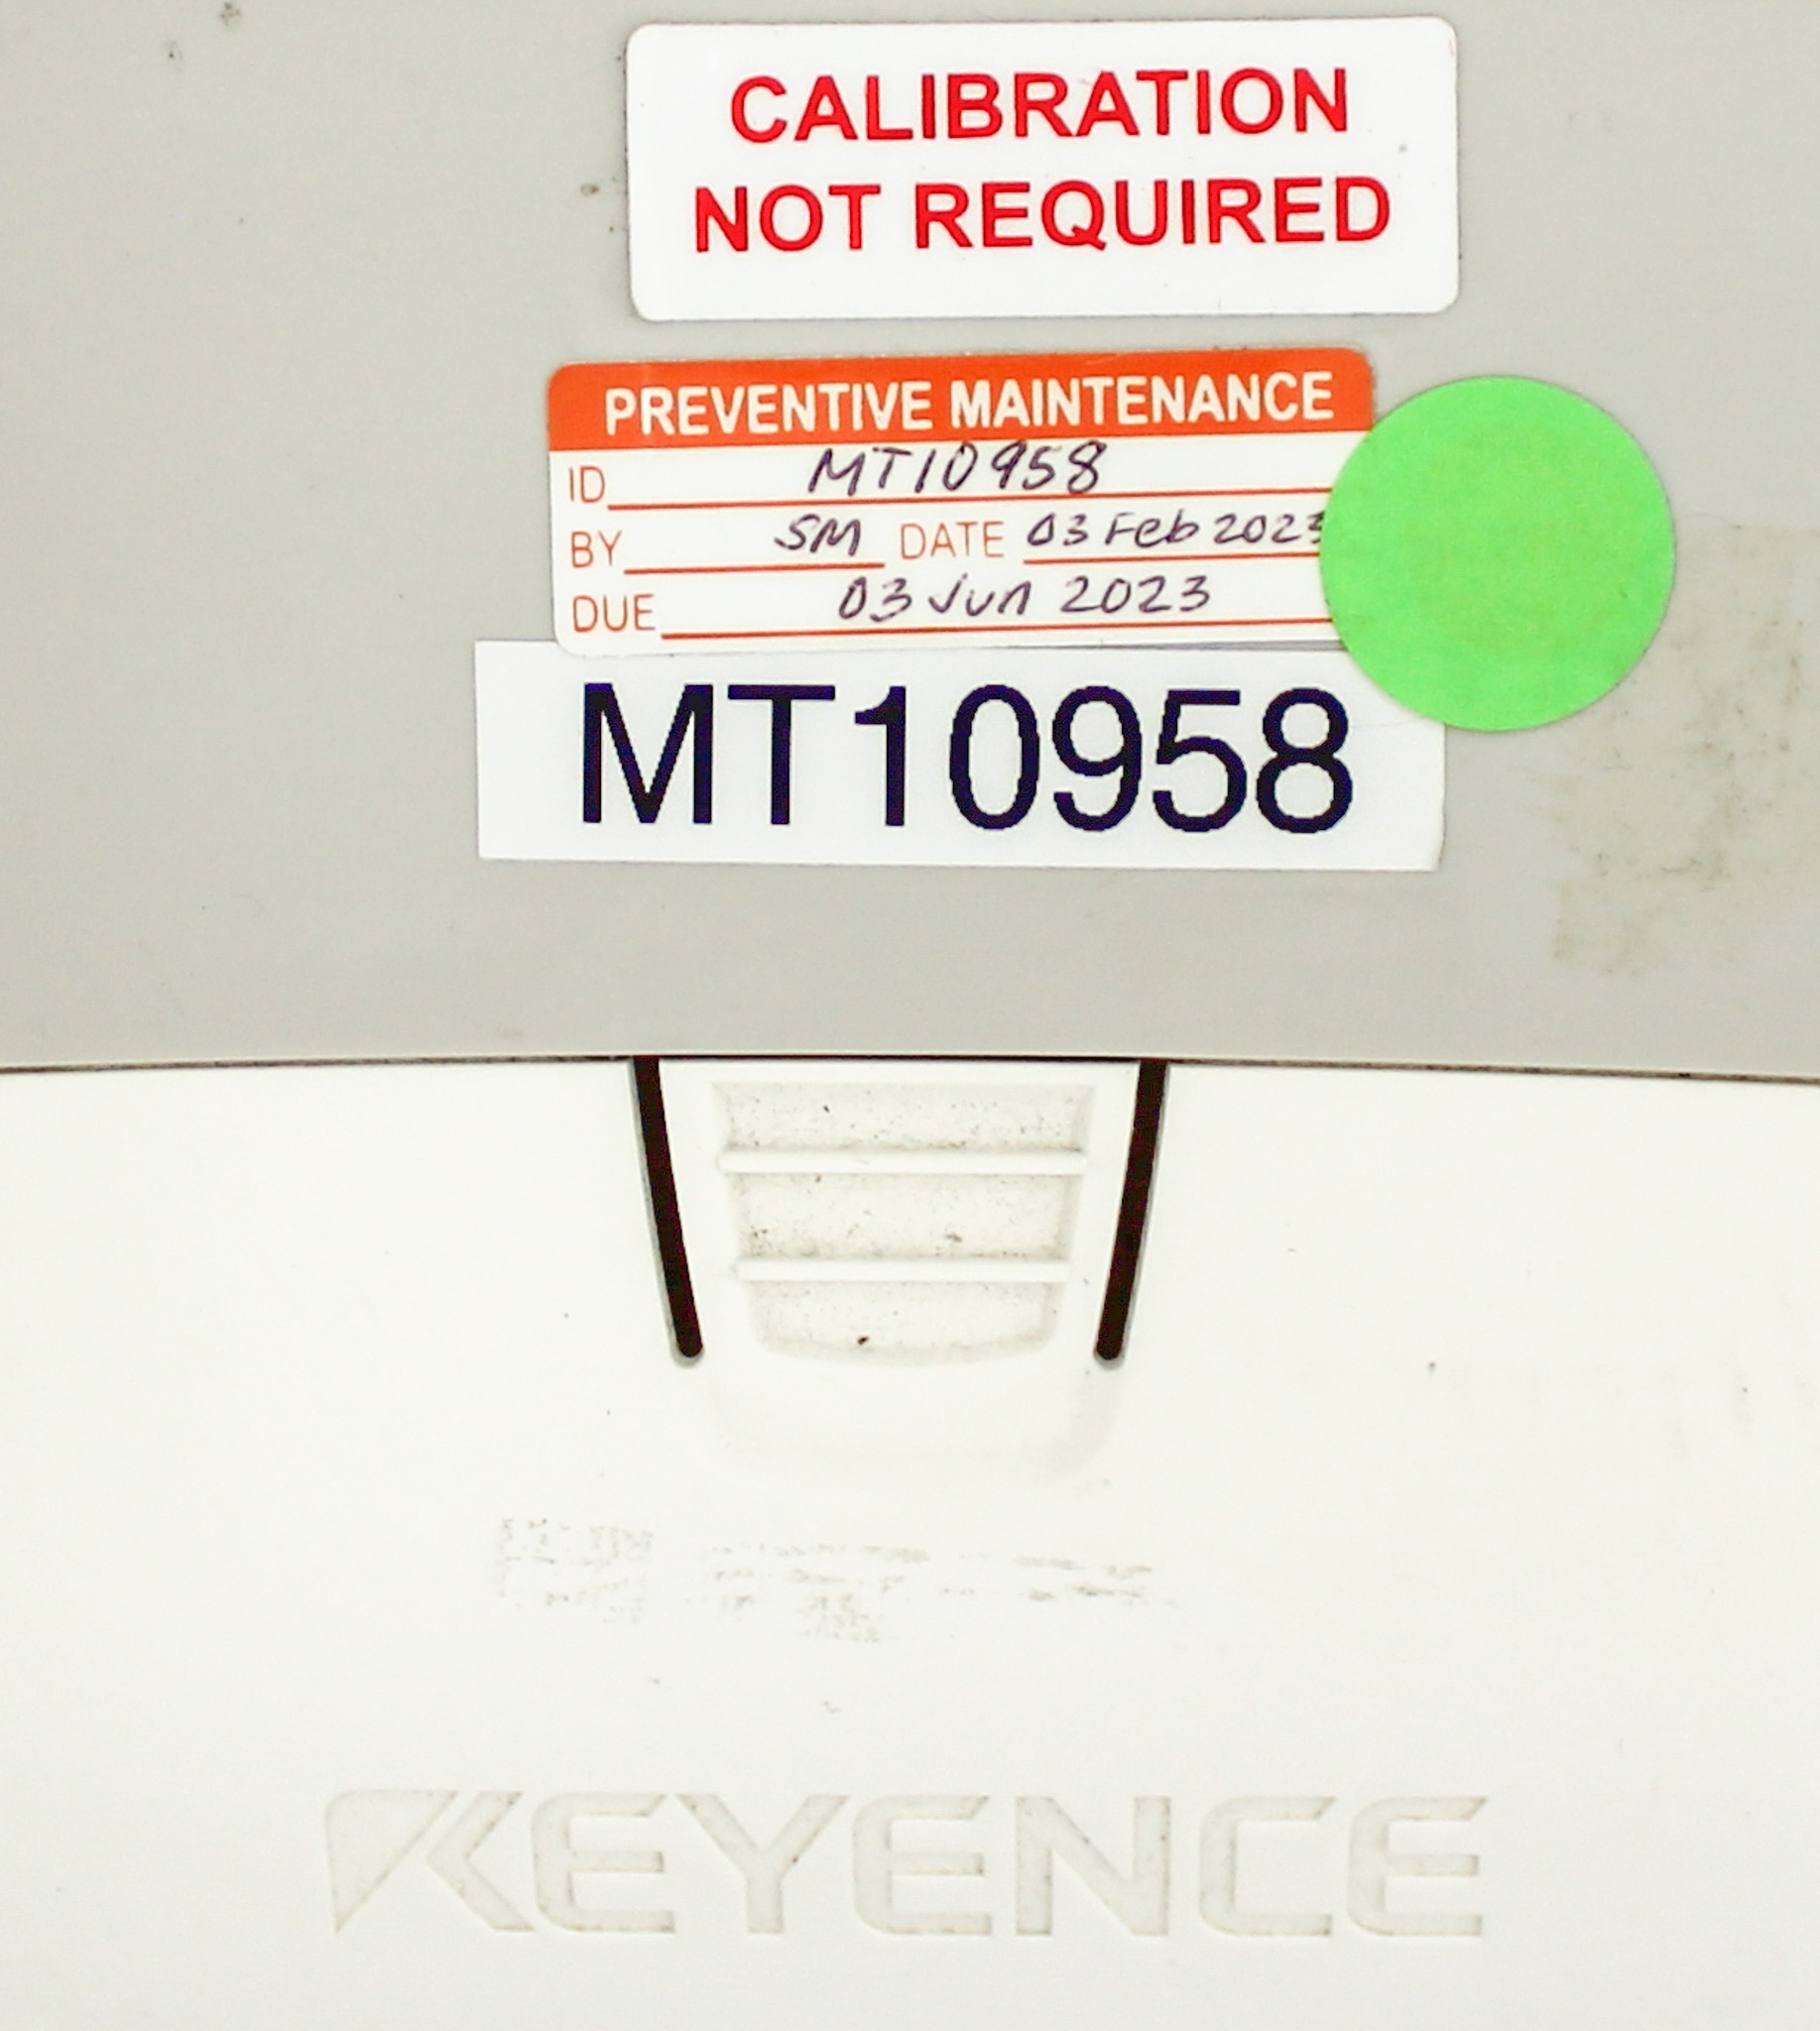 CALIBRATION
NOT REQUIRED
PREVENTIVE MAINTENANCE
ID MT10958
BY SM DATE 03 Feb 2023
DUE 03 Jun 2023
MT10958
KEYENCE